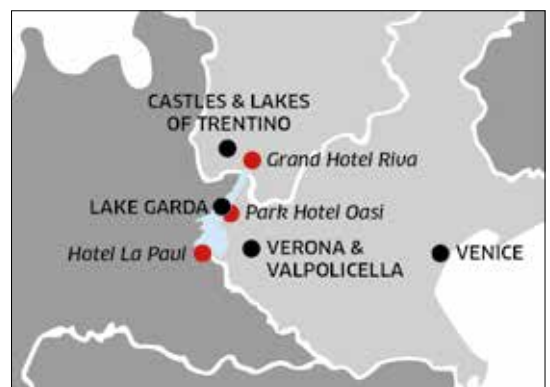 CASTLES & LAKES
OF TRENTINO
Grand Hotel Riva
LAKE GARDA
Park Hotel Oasi
Hotel La Paul
VERONA &
VALPOLICELLA
VENICE